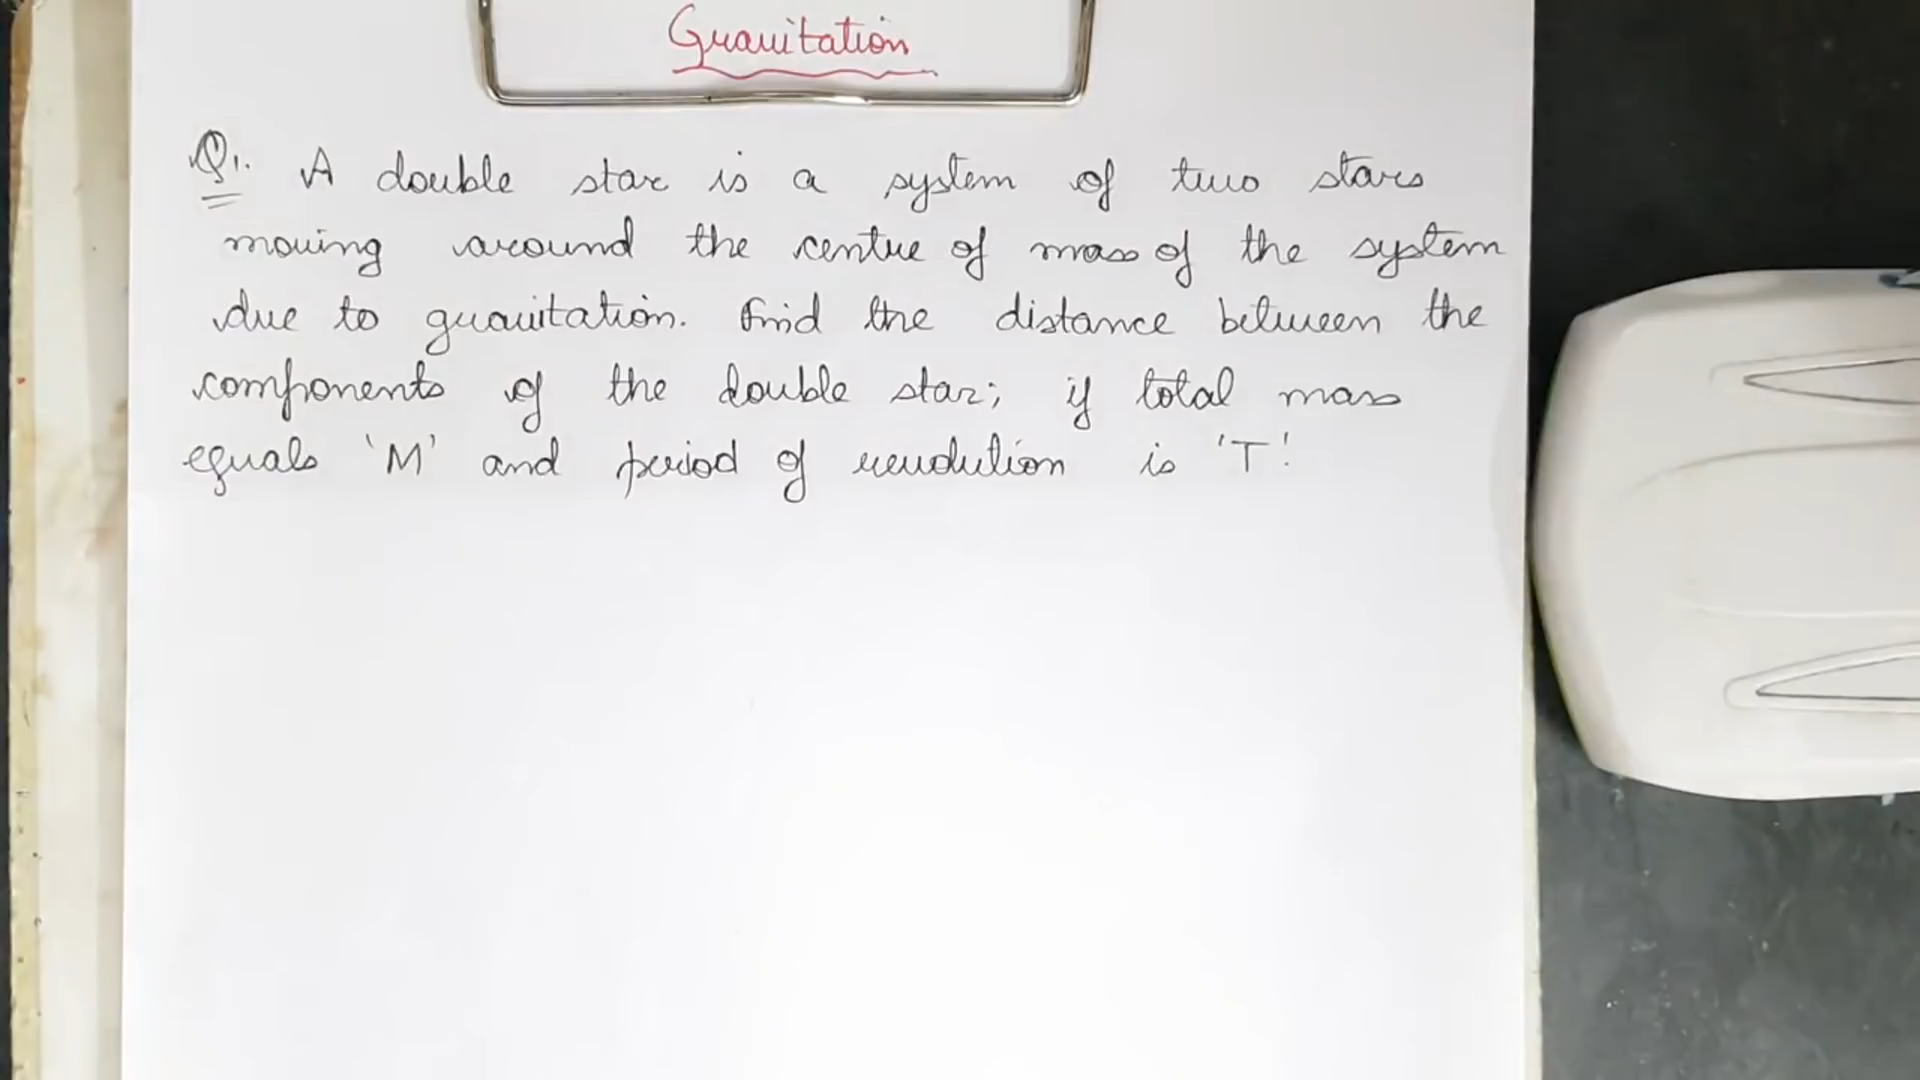 Gravitation
Q1. A double star is a system of two stars
moving around the centre of mass of the system
due to gravitation. Find the distance between the
components of the double star; if total mass
equals 'M' and period of revolution is 'T'.